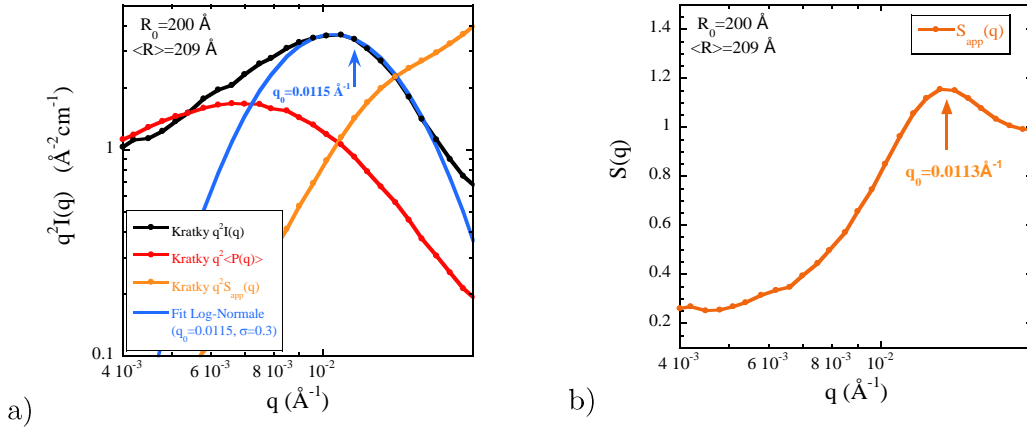 R₀=200 Å
<R>=209 Å
q₀=0.0115 Å⁻¹
q²I(q) (Å⁻²cm⁻¹)
1
0.1
Kratky q²I(q)
Kratky q²<P(q)>
Kratky q²S_app(q)
Fit Log-Normale
(q₀=0.0115, σ=0.3)
4 10⁻³
6 10⁻³
8 10⁻³
10⁻²
q (Å⁻¹)
a)
R₀=200 Å
<R>=209 Å
S_app(q)
q₀=0.0113Å⁻¹
S(q)
1.4
1.2
1
0.8
0.6
0.4
0.2
4 10⁻³
6 10⁻³
8 10⁻³
10⁻²
q (Å⁻¹)
b)